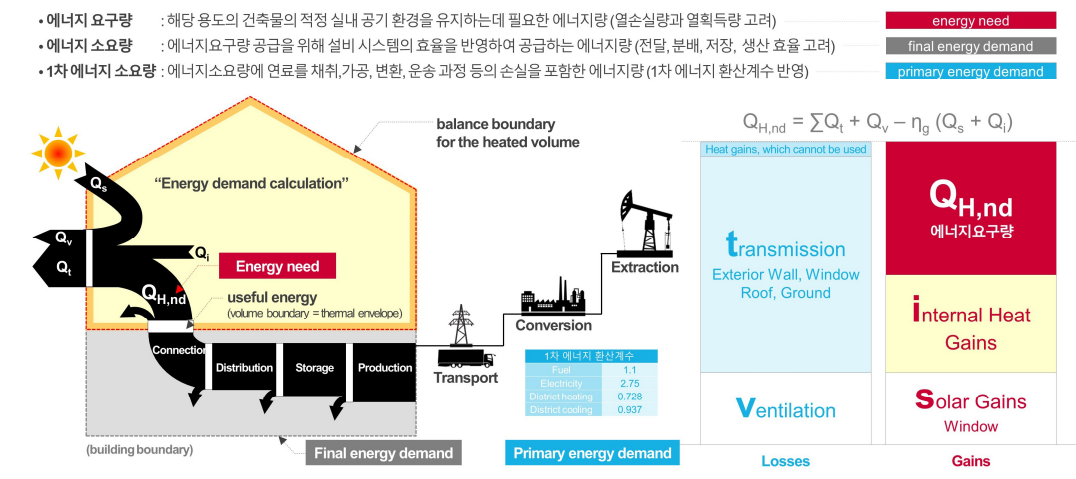 • 에너지 요구량 : 해당 용도의 건축물의 적정 실내 공기 환경을 유지하는데 필요한 에너지량 (열손실량과 열획득량 고려) energy need
• 에너지 소요량 : 에너지요구량 공급을 위해 설비 시스템의 효율을 반영하여 공급하는 에너지량 (전달, 분배, 저장, 생산 효율 고려) final energy demand
• 1차 에너지 소요량 : 에너지소요량에 연료를 채취,가공, 변환, 운송 과정 등의 손실을 포함한 에너지량 (1차 에너지 환산계수 반영) primary energy demand
balance boundary
for the heated volume
"Energy demand calculation"
Qs
Qv
Qt
Qi
QH,nd
Energy need
useful energy
(volume boundary = thermal envelope)
Connection
Distribution
Storage
Production
(building boundary)
Final energy demand
Transport
Conversion
Extraction
1차 에너지 환산계수
Fuel 1.1
Electricity 2.75
District heating 0.728
District cooling 0.937
Primary energy demand
QH,nd = ∑Qt + Qv – ηg (Qs + Qi)
Heat gains, which cannot be used
transmission
Exterior Wall, Window
Roof, Ground
ventilation
Losses
QH,nd
에너지요구량
internal Heat
Gains
Solar Gains
Window
Gains